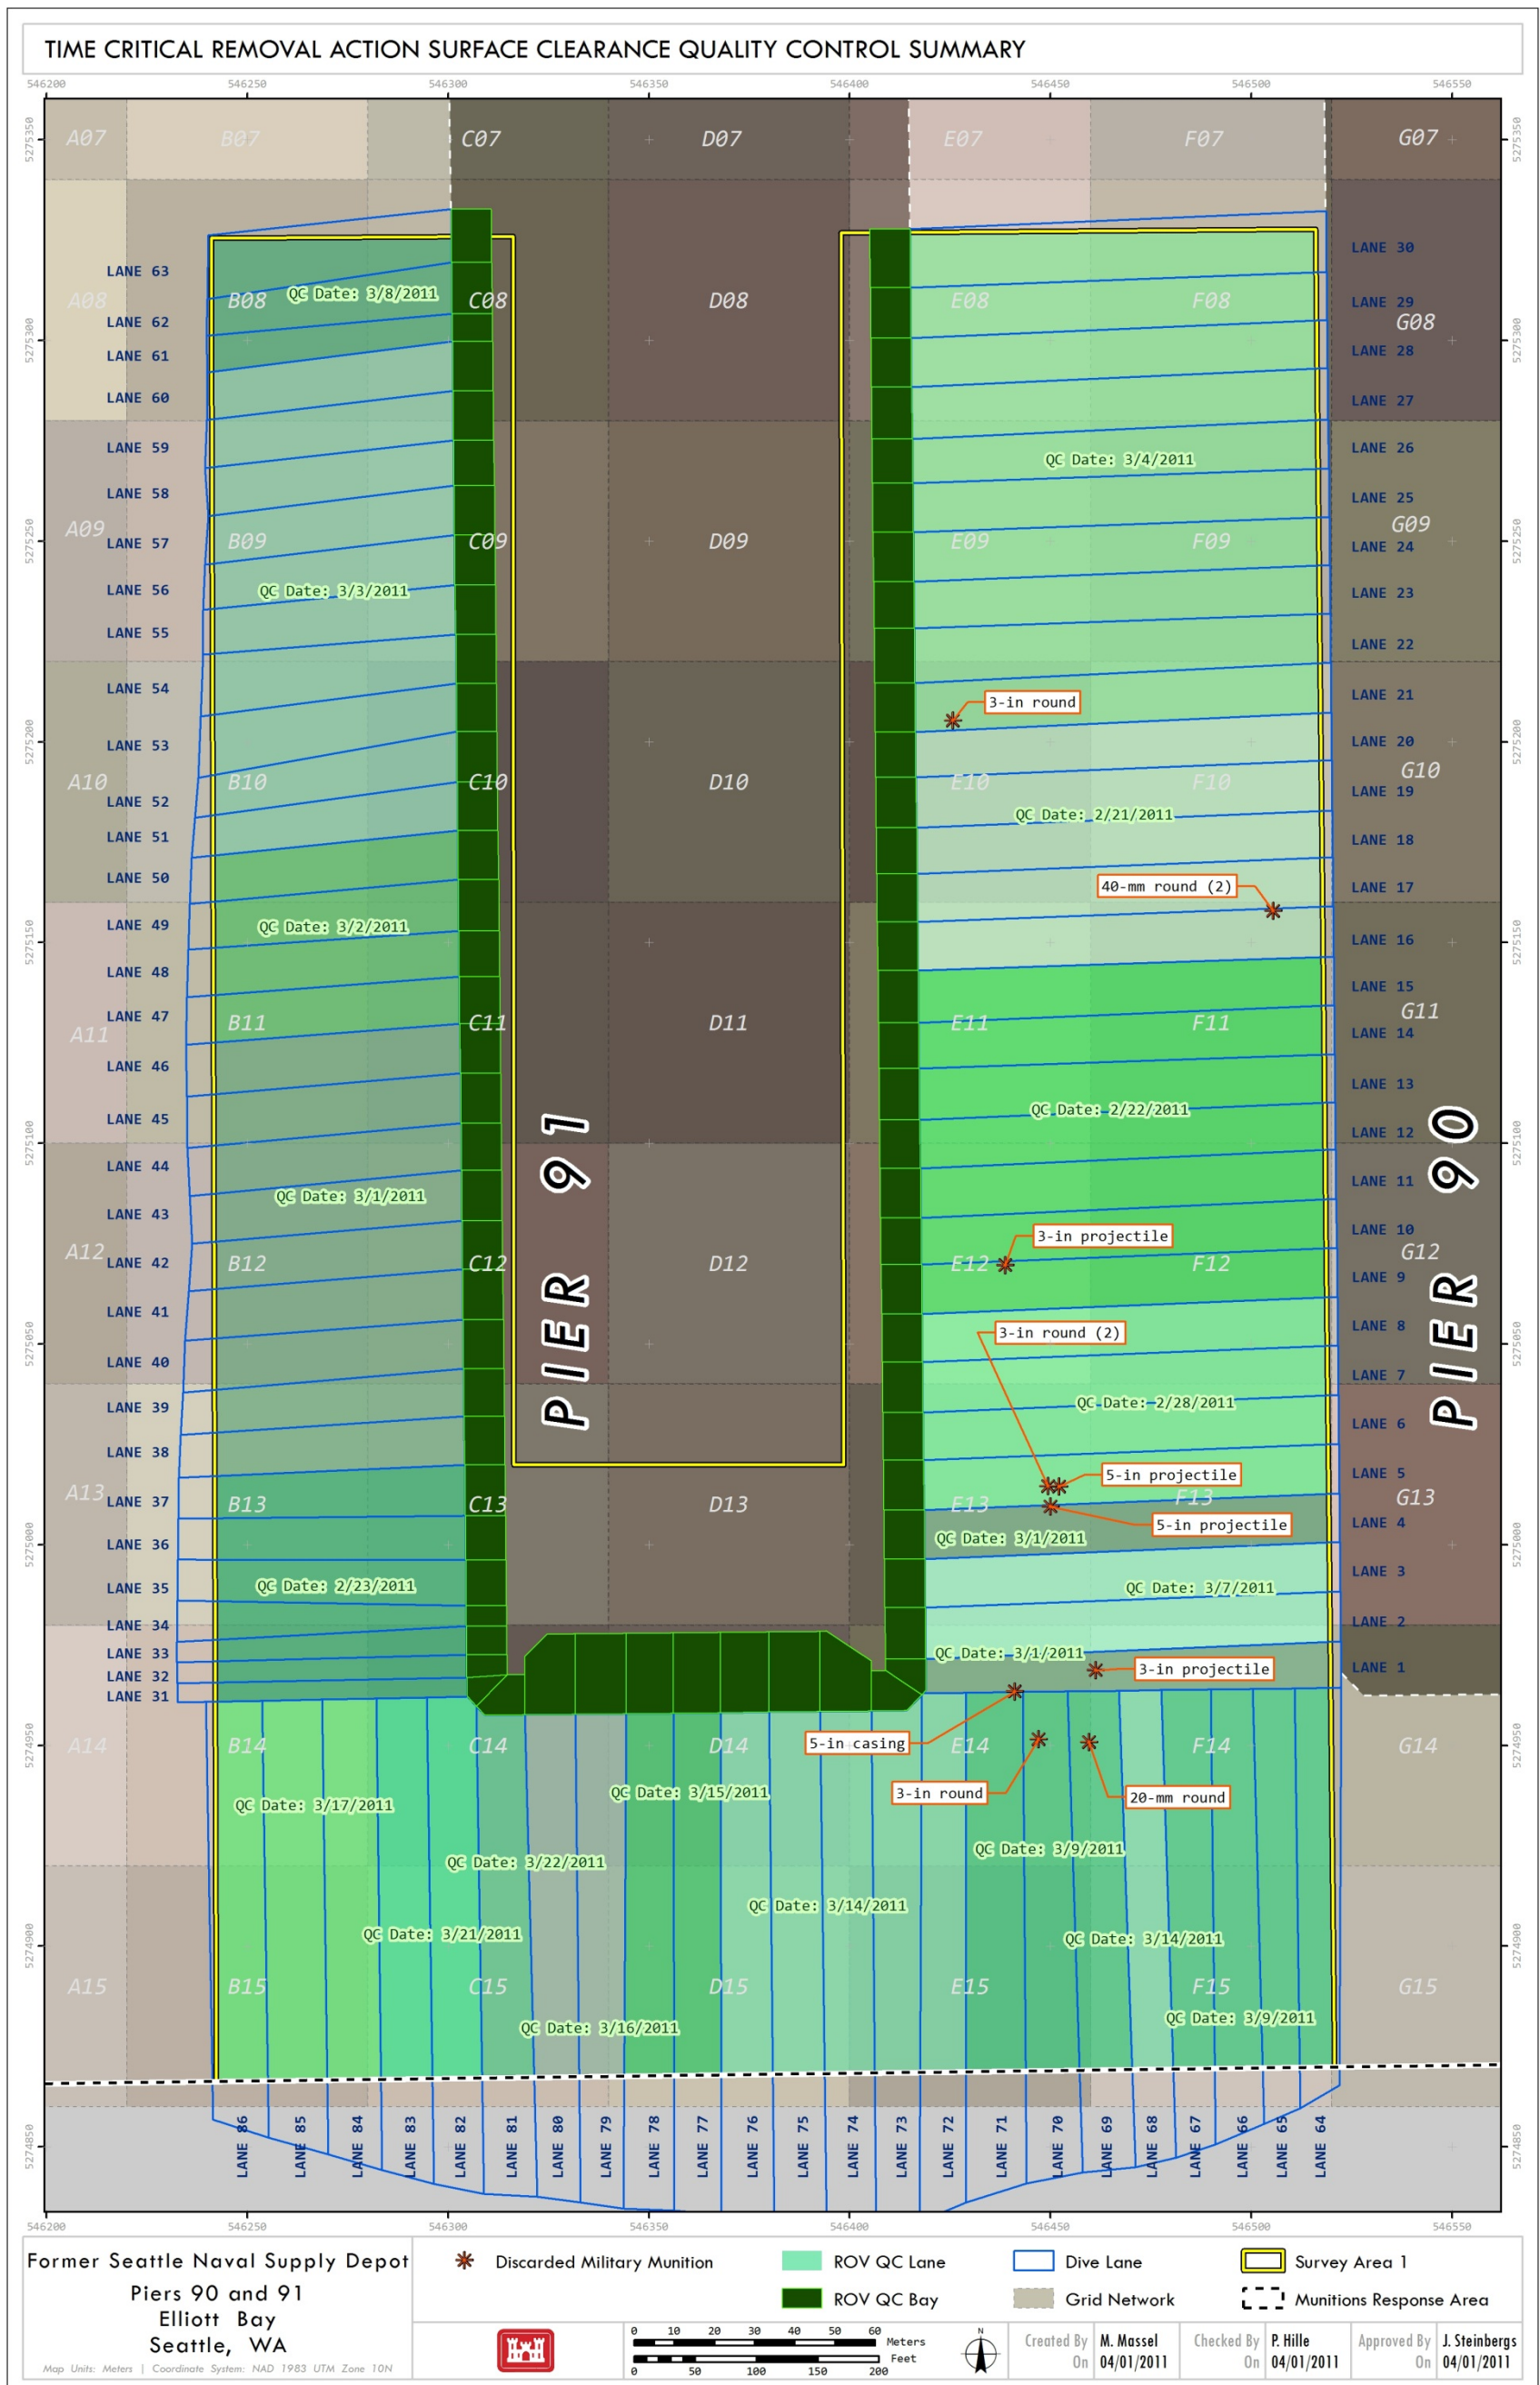 TIME CRITICAL REMOVAL ACTION SURFACE CLEARANCE QUALITY CONTROL SUMMARY
546200 546250 546300 546350 546400 546450 546500 546550
5275350
5275300
5275250
5275200
5275150
5275100
5275050
5275000
5274950
5274900
5274850
A07 B07 C07 D07 E07 F07 G07
A08 B08 C08 D08 E08 F08 G08
A09 B09 C09 D09 E09 F09 G09
A10 B10 C10 D10 E10 F10 G10
A11 B11 C11 D11 E11 F11 G11
A12 B12 C12 D12 E12 F12 G12
A13 B13 C13 D13 E13 F13 G13
A14 B14 C14 D14 E14 F14 G14
A15 B15 C15 D15 E15 F15 G15
LANE 63
LANE 62
LANE 61
LANE 60
LANE 59
LANE 58
LANE 57
LANE 56
LANE 55
LANE 54
LANE 53
LANE 52
LANE 51
LANE 50
LANE 49
LANE 48
LANE 47
LANE 46
LANE 45
LANE 44
LANE 43
LANE 42
LANE 41
LANE 40
LANE 39
LANE 38
LANE 37
LANE 36
LANE 35
LANE 34
LANE 33
LANE 32
LANE 31
QC Date: 3/8/2011
QC Date: 3/3/2011
QC Date: 3/2/2011
QC Date: 3/1/2011
QC Date: 2/23/2011
PIER 91
QC Date: 3/4/2011
3-in round
QC Date: 2/21/2011
40-mm round (2)
QC Date: 2/22/2011
3-in projectile
3-in round (2)
QC Date: 2/28/2011
5-in projectile
5-in projectile
QC Date: 3/1/2011
QC Date: 3/7/2011
QC Date: 3/1/2011
3-in projectile
5-in casing
3-in round
20-mm round
LANE 30
LANE 29
LANE 28
LANE 27
LANE 26
LANE 25
LANE 24
LANE 23
LANE 22
LANE 21
LANE 20
LANE 19
LANE 18
LANE 17
LANE 16
LANE 15
LANE 14
LANE 13
LANE 12
LANE 11
LANE 10
LANE 9
LANE 8
LANE 7
LANE 6
LANE 5
LANE 4
LANE 3
LANE 2
LANE 1
PIER 90
QC Date: 3/17/2011
QC Date: 3/15/2011
QC Date: 3/22/2011
QC Date: 3/9/2011
QC Date: 3/14/2011
QC Date: 3/21/2011
QC Date: 3/14/2011
QC Date: 3/16/2011
QC Date: 3/9/2011
LANE 86
LANE 85
LANE 84
LANE 83
LANE 82
LANE 81
LANE 80
LANE 79
LANE 78
LANE 77
LANE 76
LANE 75
LANE 74
LANE 73
LANE 72
LANE 71
LANE 70
LANE 69
LANE 68
LANE 67
LANE 66
LANE 65
LANE 64
5275350
5275300
5275250
5275200
5275150
5275100
5275050
5275000
5274950
5274900
5274850
546200 546250 546300 546350 546400 546450 546500 546550
Former Seattle Naval Supply Depot
Piers 90 and 91
Elliott Bay
Seattle, WA
Map Units: Meters | Coordinate System: NAD 1983 UTM Zone 10N
Discarded Military Munition
ROV QC Lane
ROV QC Bay
Dive Lane
Grid Network
Survey Area 1
Munitions Response Area
0 10 20 30 40 50 60
Meters
Feet
0 50 100 150 200
N
Created By M. Massel
On 04/01/2011
Checked By P. Hille
On 04/01/2011
Approved By J. Steinbergs
On 04/01/2011